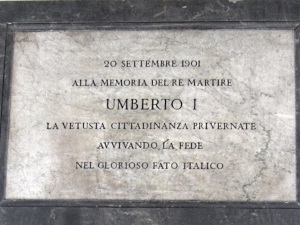 20 SETTEMBRE 1901
ALLA MEMORIA DEL RE MARTIRE
UMBERTO I
LA VETUSTA CITTADINANZA PRIVERNATE
AVVIVANDO LA FEDE
NEL GLORIOSO FATO ITALICO